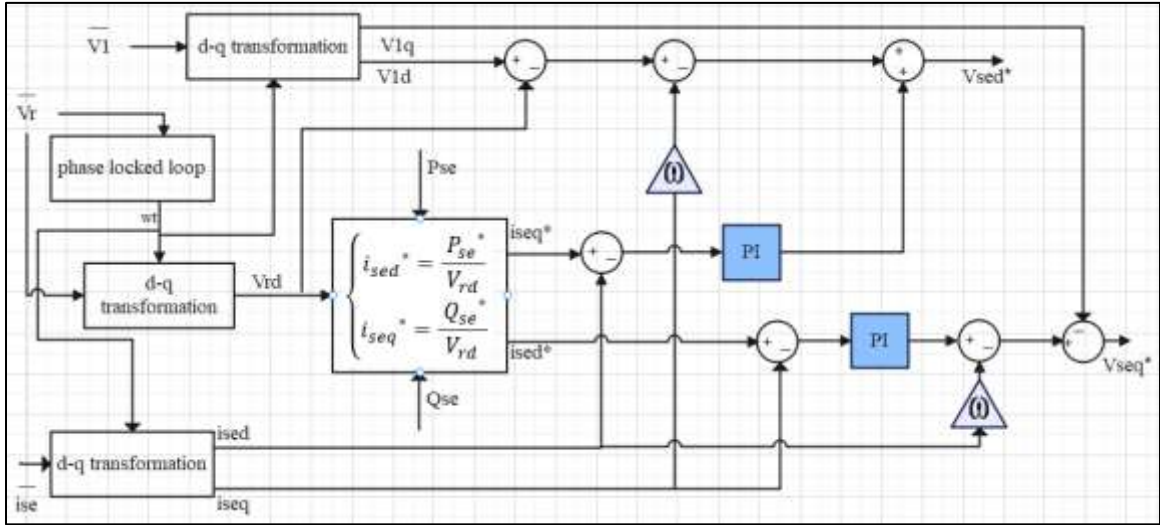 V1
d-q transformation
V1q
V1d
+ −
+ −
+
+
Vsed*
Vr
phase locked loop
wt
Pse
ω
iseq*
+ −
PI
d-q
transformation
Vrd
ised* = Pse* / Vrd
iseq* = Qse* / Vrd
ised*
+ −
PI
+ −
+ −
Vseq*
Qse
ω
ised
d-q transformation
ise
iseq